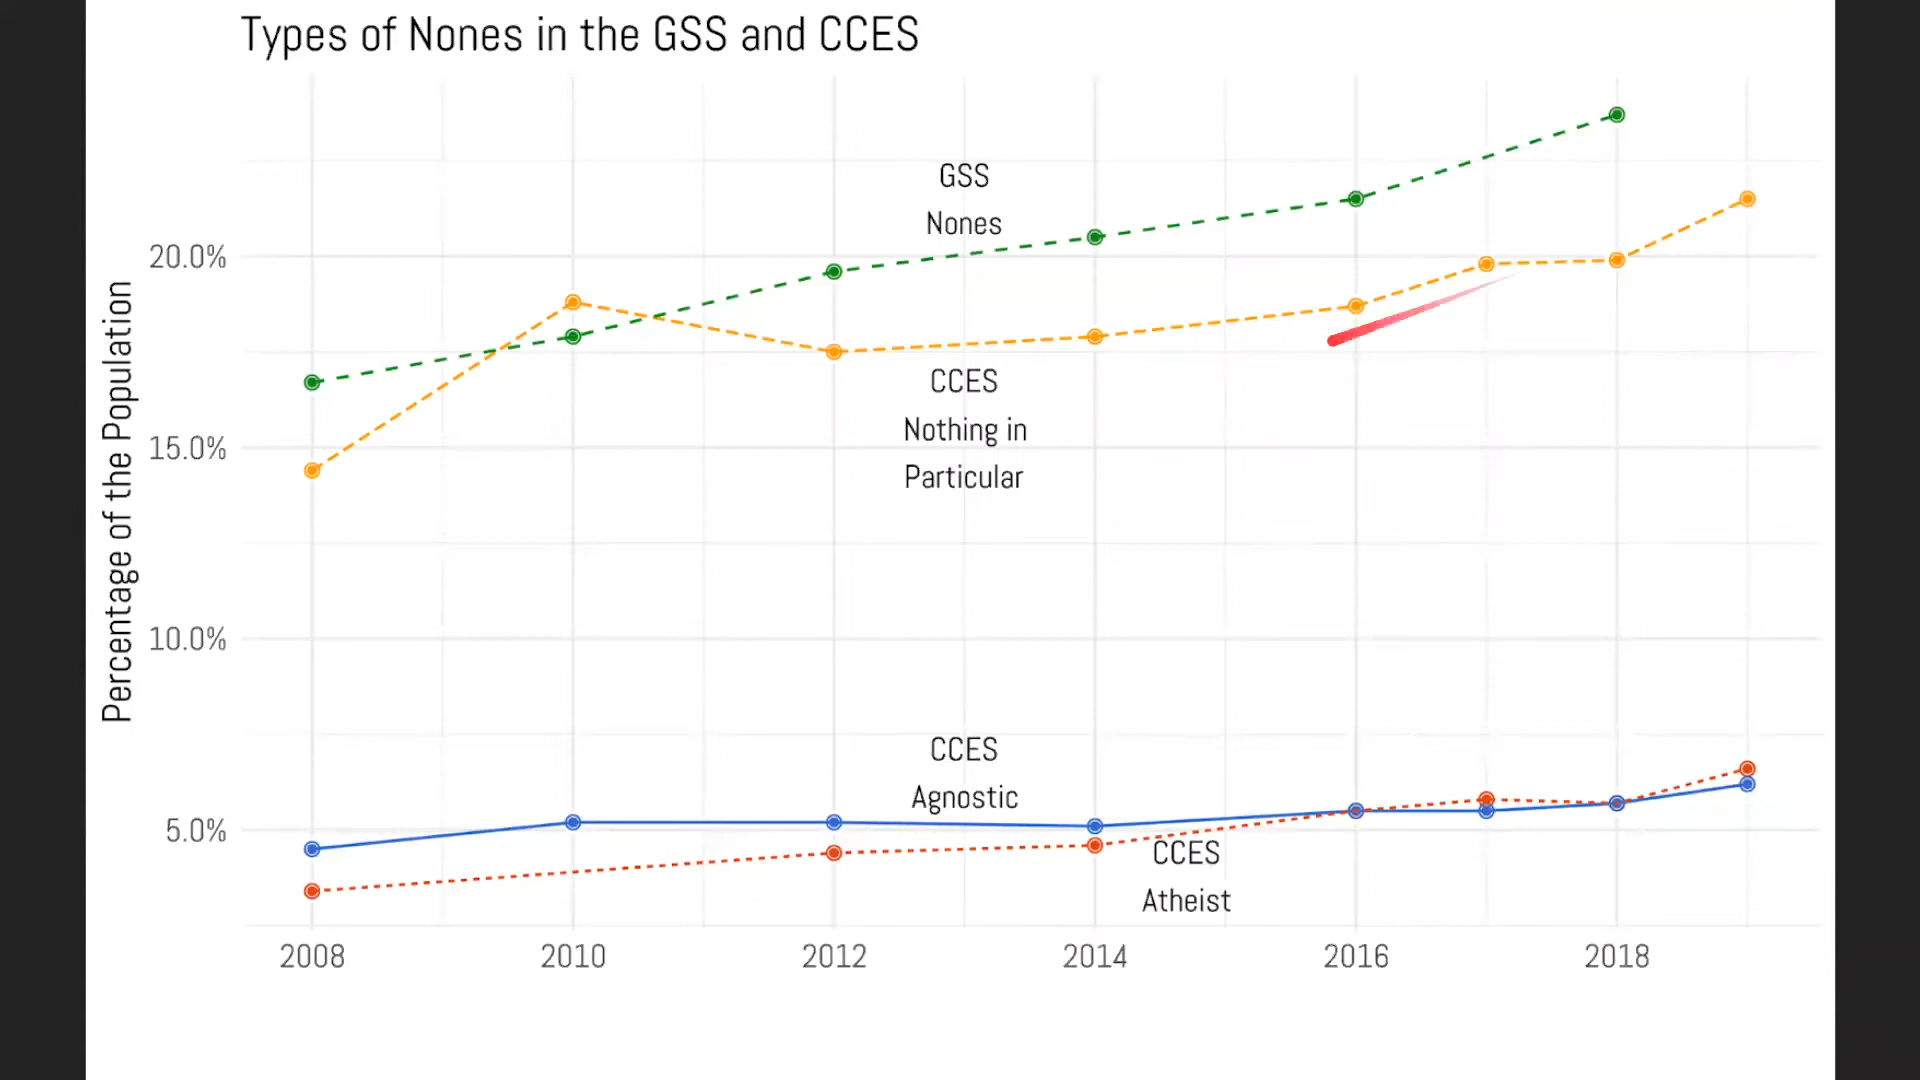 Types of Nones in the GSS and CCES
GSS
Nones
CCES
Nothing in
Particular
CCES
Agnostic
CCES
Atheist
Percentage of the Population
20.0%
15.0%
10.0%
5.0%
2008
2010
2012
2014
2016
2018